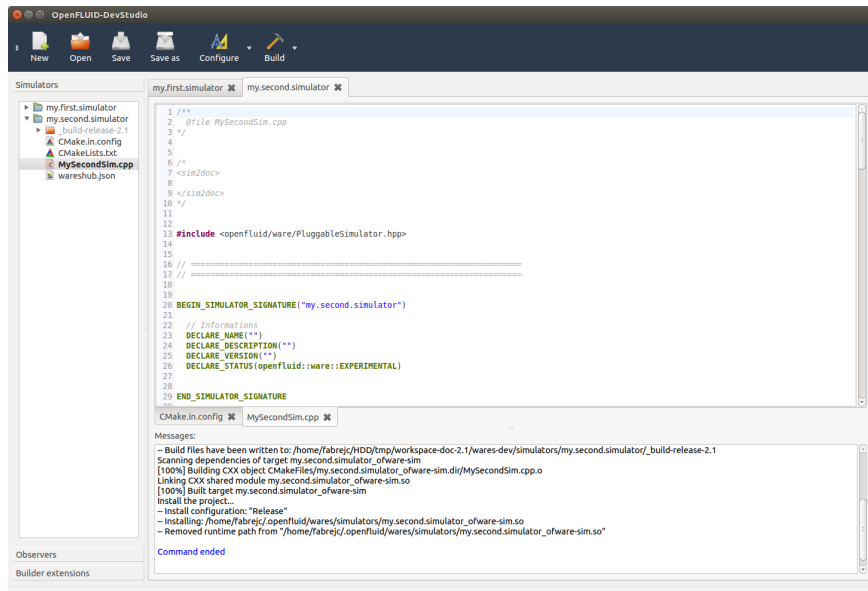 OpenFLUID-DevStudio
New Open Save Save as Configure Build
Simulators
my.first.simulator
my.second.simulator
_build-release-2.1
CMake.in.config
CMakeLists.txt
MySecondSim.cpp
wareshub.json
Observers
Builder extensions
my.first.simulator my.second.simulator
1 /**
2 @file MySecondSim.cpp
3 */
4
5
6 /*
7 <sim2doc>
8
9 </sim2doc>
10 */
11
12
13 #include <openfluid/ware/PluggableSimulator.hpp>
14
15
16 // =====================================================================
17 // =====================================================================
18
19
20 BEGIN_SIMULATOR_SIGNATURE("my.second.simulator")
21
22 // Informations
23 DECLARE_NAME("")
24 DECLARE_DESCRIPTION("")
25 DECLARE_VERSION("")
26 DECLARE_STATUS(openfluid::ware::EXPERIMENTAL)
27
28
29 END_SIMULATOR_SIGNATURE
CMake.in.config MySecondSim.cpp
Messages:
-- Build files have been written to: /home/fabrejc/HDD/tmp/workspace-doc-2.1/wares-dev/simulators/my.second.simulator/_build-release-2.1
Scanning dependencies of target my.second.simulator_ofware-sim
[100%] Building CXX object CMakeFiles/my.second.simulator_ofware-sim.dir/MySecondSim.cpp.o
Linking CXX shared module my.second.simulator_ofware-sim.so
[100%] Built target my.second.simulator_ofware-sim
Install the project...
-- Install configuration: "Release"
-- Installing: /home/fabrejc/.openfluid/wares/simulators/my.second.simulator_ofware-sim.so
-- Removed runtime path from "/home/fabrejc/.openfluid/wares/simulators/my.second.simulator_ofware-sim.so"
Command ended